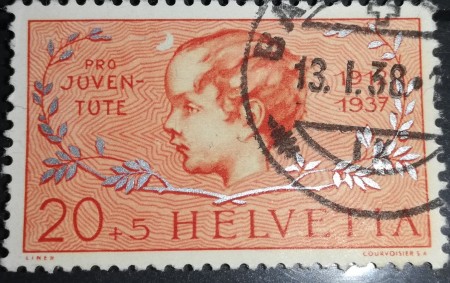 PRO
JUVEN-
TUTE
1937
13.I.38
20+5 HELVETIA
COURVOISIER S.A.